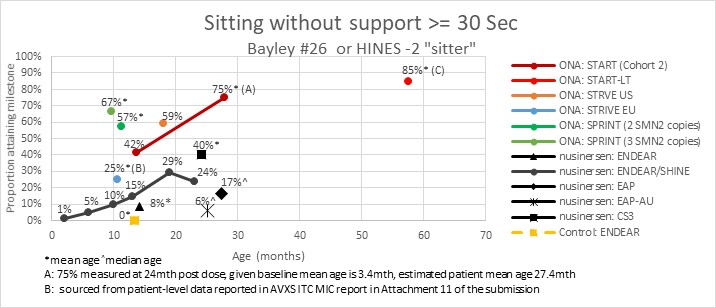 Sitting without support >= 30 Sec
Bayley #26 or HINES -2 "sitter"
Proportion attaining milestone
100%
90%
80%
70%
60%
50%
40%
30%
20%
10%
0%
85%* (C)
75%* (A)
67%*
57%*
59%
42%
40%*
25%* (B)
29%
24%
1%
5%
10%
15%
8%*
0*
17%^
6%^
0
10
20
30
40
50
60
70
Age (months)
ONA: START (Cohort 2)
ONA: START-LT
ONA: STRVE US
ONA: STRIVE EU
ONA: SPRINT (2 SMN2 copies)
ONA: SPRINT (3 SMN2 copies)
nusinersen: ENDEAR
nusinersen: ENDEAR/SHINE
nusinersen: EAP
nusinersen: EAP-AU
nusinersen: CS3
Control: ENDEAR
*mean age ^median age
A: 75% measured at 24mth post dose, given baseline mean age is 3.4mth, estimated patient mean age 27.4mth
B: sourced from patient-level data reported in AVXS ITC MIC report in Attachment 11 of the submission